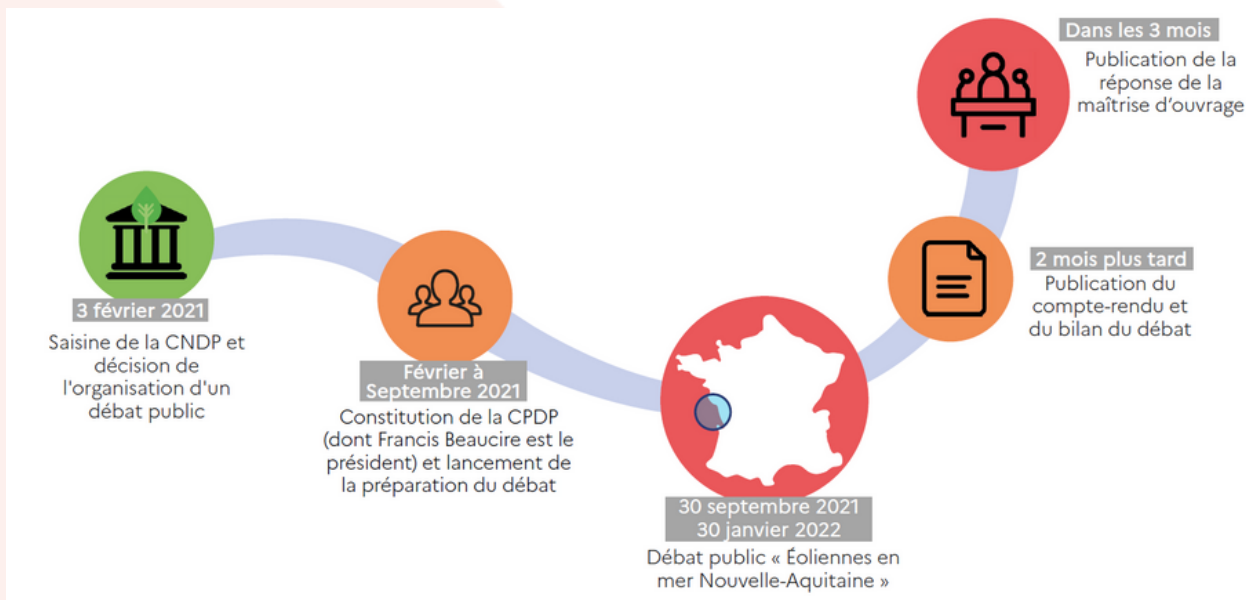 3 février 2021
Saisine de la CNDP et
décision de
l'organisation d'un
débat public
Février à
Septembre 2021
Constitution de la CPDP
(dont Francis Beaucire est le
président) et lancement de
la préparation du débat
30 septembre 2021
30 janvier 2022
Débat public « Éoliennes en
mer Nouvelle-Aquitaine »
2 mois plus tard
Publication du
compte-rendu et
du bilan du débat
Dans les 3 mois
Publication de la
réponse de la
maîtrise d'ouvrage